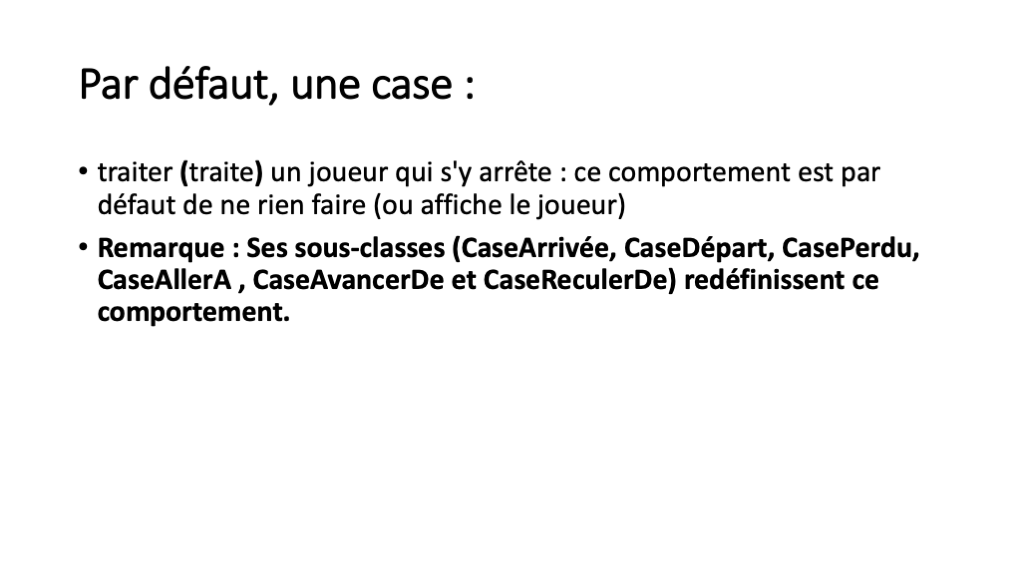 Par défaut, une case :
• traiter (traite) un joueur qui s'y arrête : ce comportement est par
défaut de ne rien faire (ou affiche le joueur)
• Remarque : Ses sous-classes (CaseArrivée, CaseDépart, CasePerdu,
CaseAllerA , CaseAvancerDe et CaseReculerDe) redéfinissent ce
comportement.